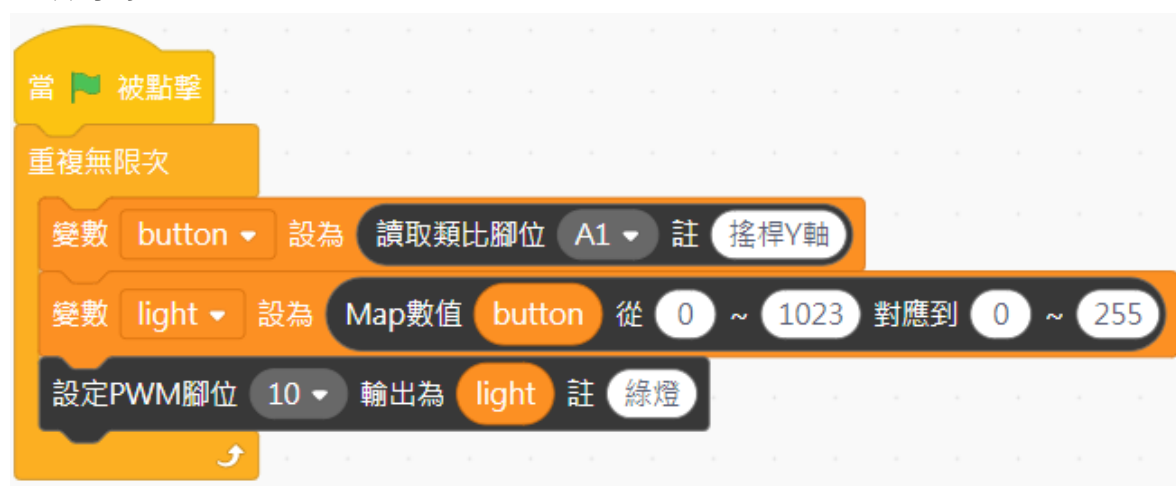 當 被點擊
重複無限次
變數 button 設為 讀取類比腳位 A1 註 搖桿Y軸
變數 light 設為 Map數值 button 從 0 ~ 1023 對應到 0 ~ 255
設定PWM腳位 10 輸出為 light 註 綠燈